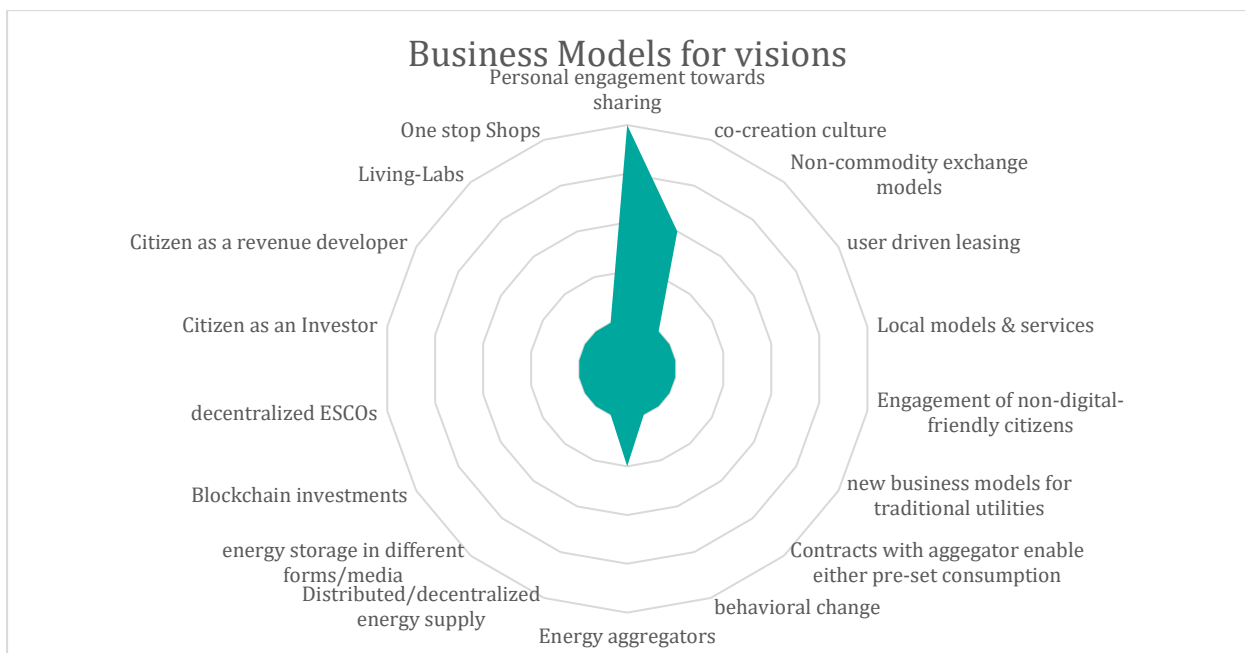 Business Models for visions
Personal engagement towards
sharing
co-creation culture
Non-commodity exchange
models
user driven leasing
Local models & services
Engagement of non-digital-
friendly citizens
new business models for
traditional utilities
Contracts with aggegator enable
either pre-set consumption
behavioral change
Energy aggregators
Distributed/decentralized
energy supply
energy storage in different
forms/media
Blockchain investments
decentralized ESCOs
Citizen as an Investor
Citizen as a revenue developer
Living-Labs
One stop Shops